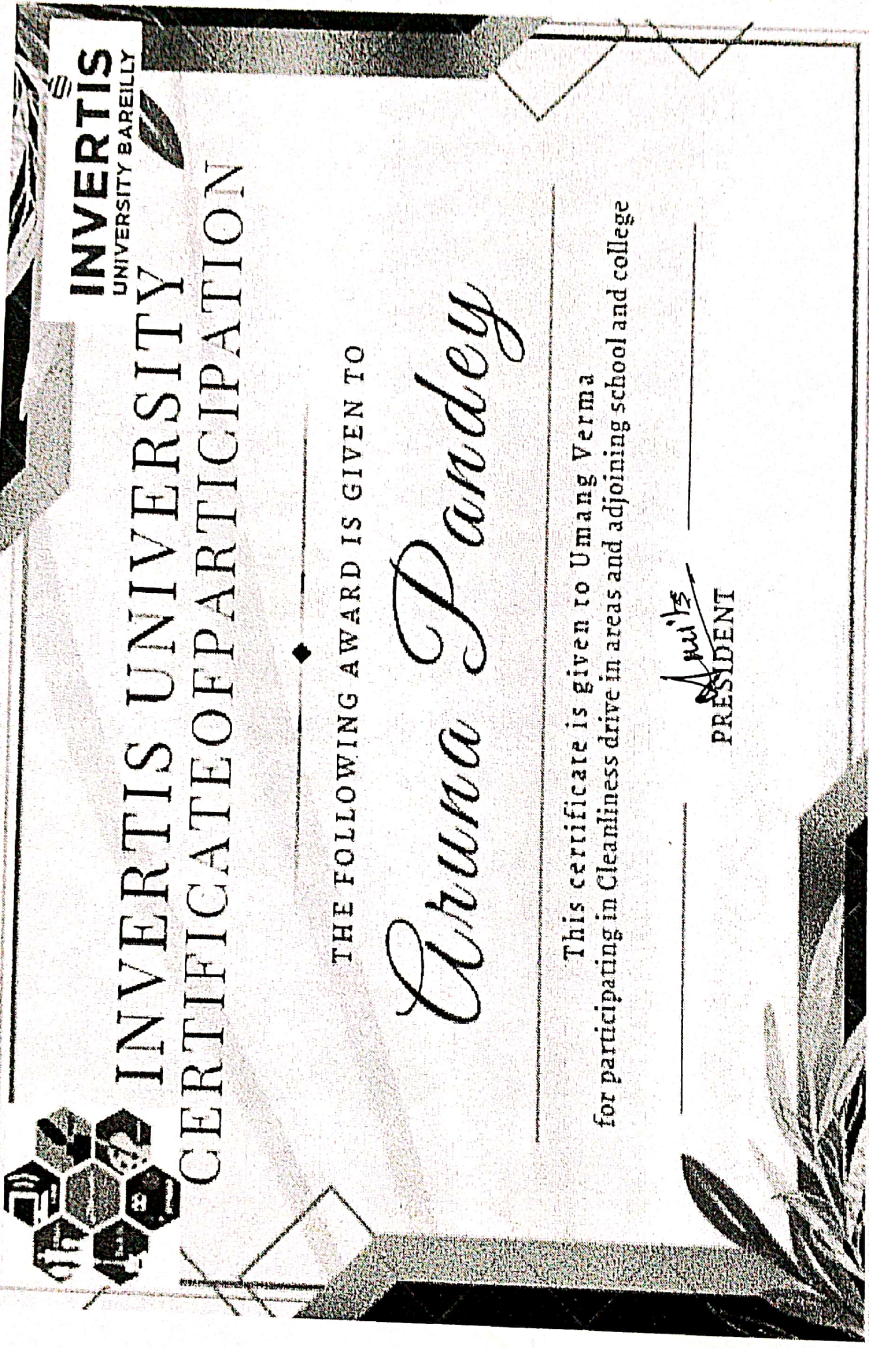 INVERTIS
UNIVERSITY BAREILLY
INVERTIS UNIVERSITY
CERTIFICATEOFPARTICIPATION
THE FOLLOWING AWARD IS GIVEN TO
Aruna Pandey
This certificate is given to Umang Verma
for participating in Cleanliness drive in areas and adjoining school and college
PRESIDENT